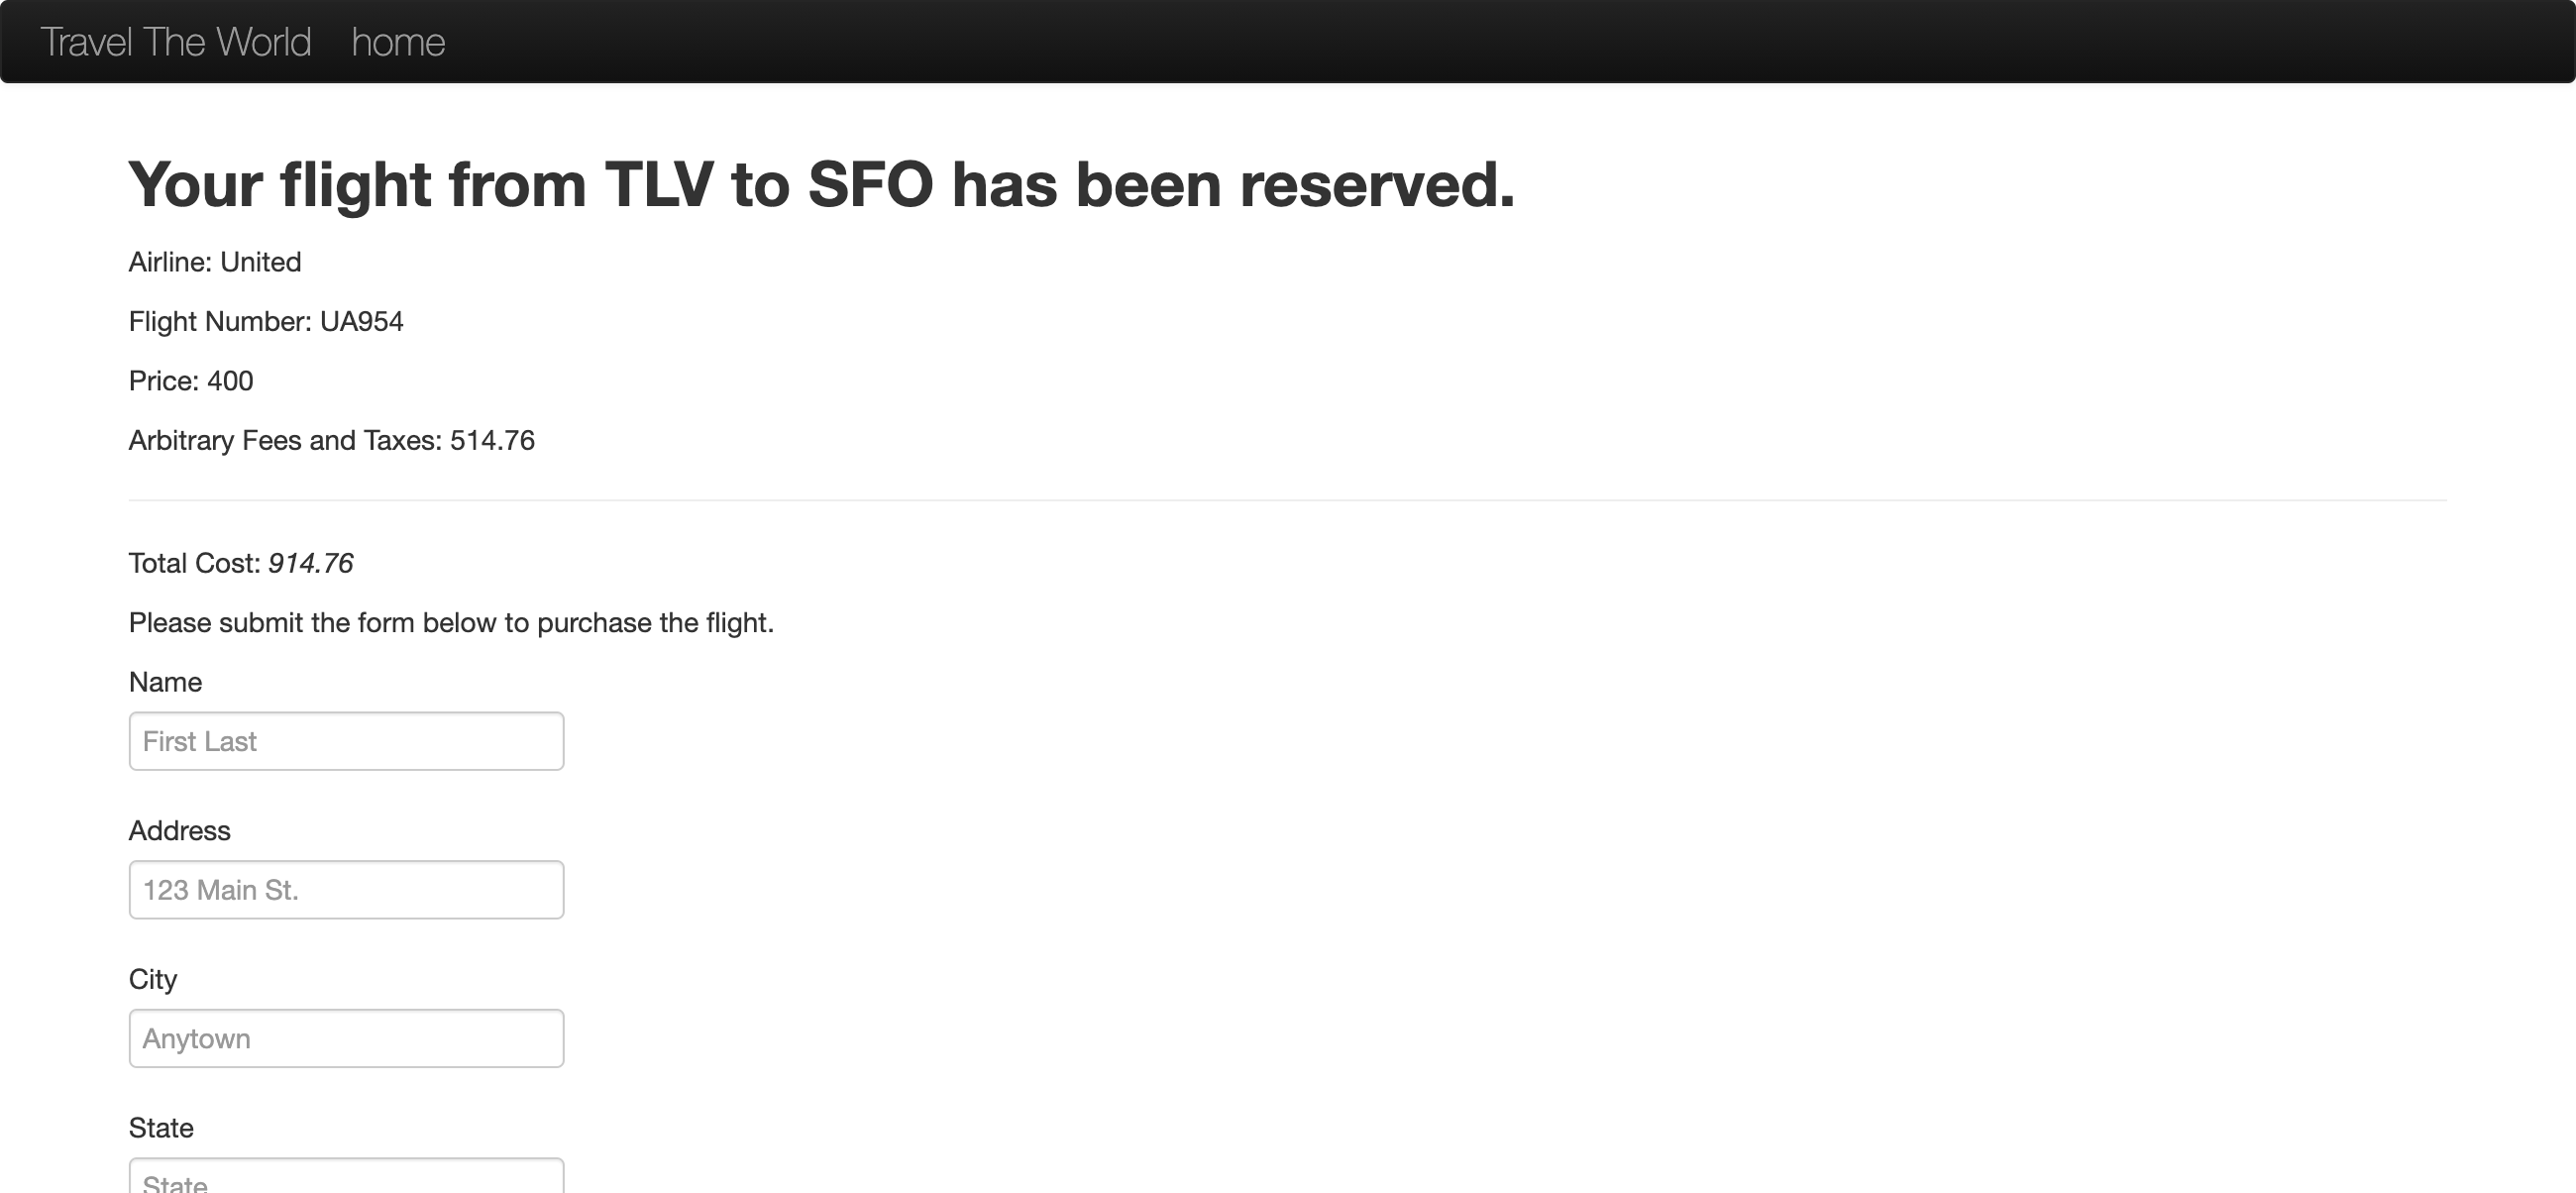 Travel The World home
Your flight from TLV to SFO has been reserved.
Airline: United
Flight Number: UA954
Price: 400
Arbitrary Fees and Taxes: 514.76
Total Cost: 914.76
Please submit the form below to purchase the flight.
Name
First Last
Address
123 Main St.
City
Anytown
State
State